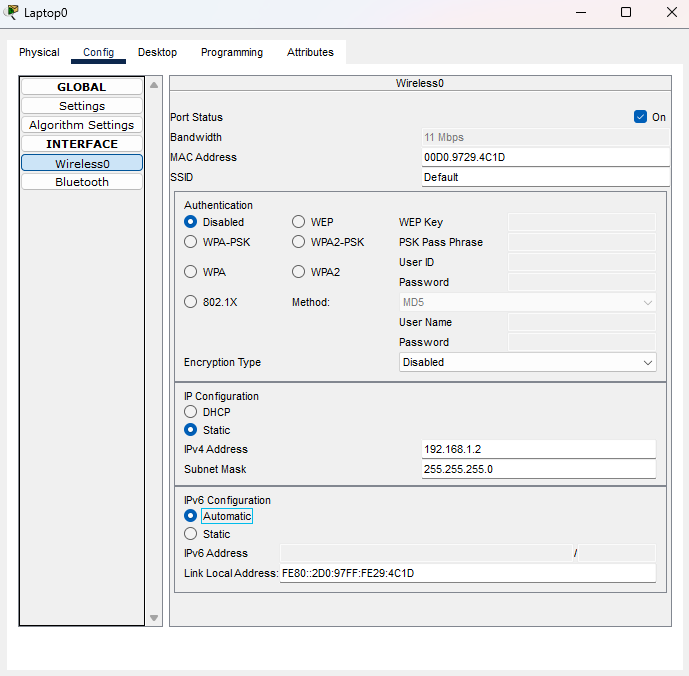 Laptop0
Physical Config Desktop Programming Attributes
GLOBAL
Settings
Algorithm Settings
INTERFACE
Wireless0
Bluetooth
Wireless0
Port Status On
Bandwidth 11 Mbps
MAC Address 00D0.9729.4C1D
SSID Default
Authentication
Disabled WEP WEP Key
WPA-PSK WPA2-PSK PSK Pass Phrase
User ID
WPA WPA2
Password
802.1X Method: MD5
User Name
Password
Encryption Type Disabled
IP Configuration
DHCP
Static
IPv4 Address 192.168.1.2
Subnet Mask 255.255.255.0
IPv6 Configuration
Automatic
Static
IPv6 Address /
Link Local Address: FE80::2D0:97FF:FE29:4C1D